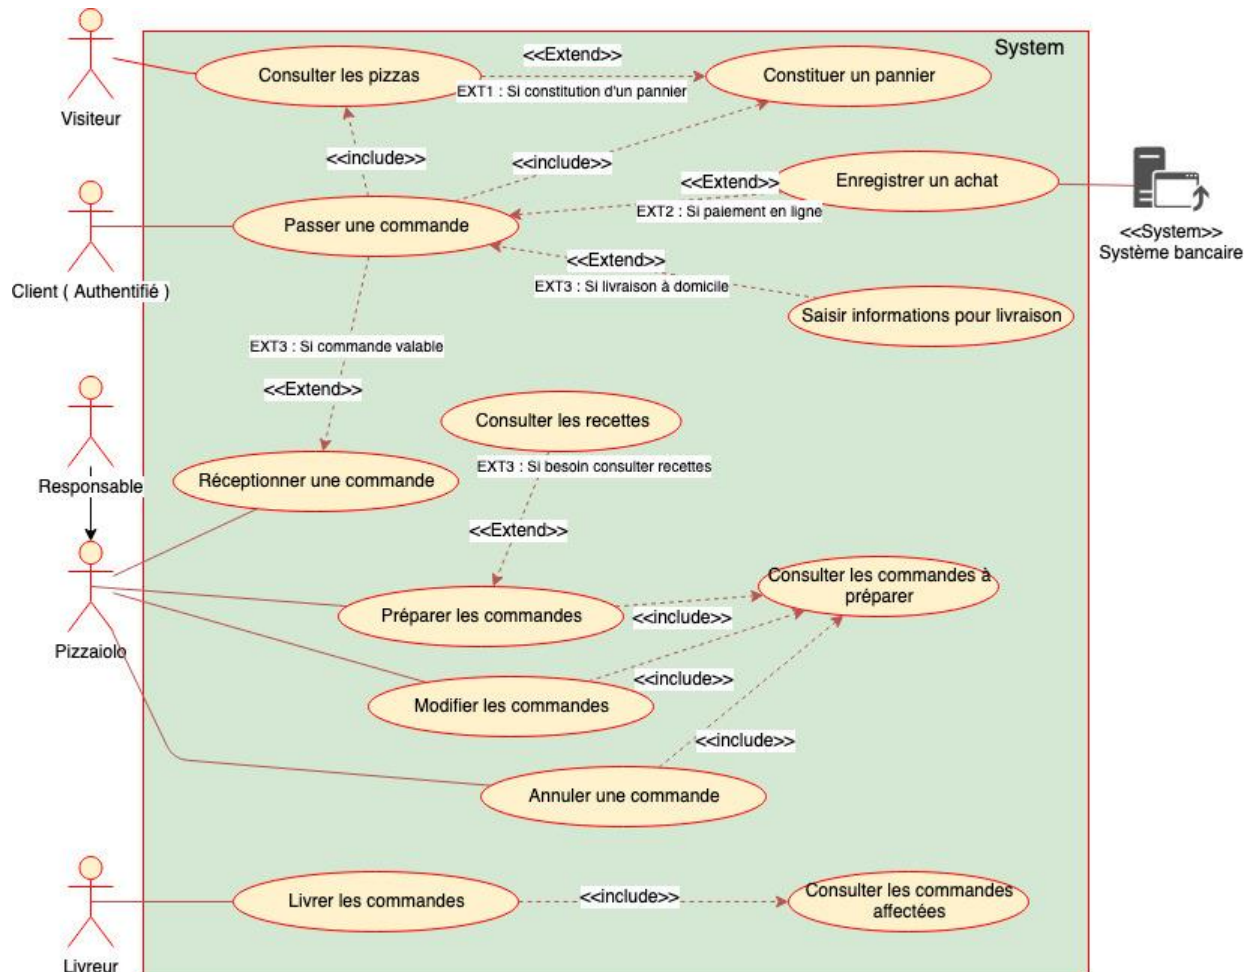 System
<<Extend>>
Consulter les pizzas
Constituer un pannier
EXT1 : Si constitution d'un pannier
Visiteur
<<include>>
<<include>>
Enregistrer un achat
<<Extend>>
EXT2 : Si paiement en ligne
Passer une commande
<<System>>
Système bancaire
<<Extend>>
EXT3 : Si livraison à domicile
Client ( Authentifié )
Saisir informations pour livraison
EXT3 : Si commande valable
<<Extend>>
Consulter les recettes
EXT3 : Si besoin consulter recettes
Réceptionner une commande
Responsable
<<Extend>>
Consulter les commandes à
préparer
Préparer les commandes
<<include>>
Pizzaiolo
<<include>>
Modifier les commandes
<<include>>
Annuler une commande
Livrer les commandes
<<include>>
Consulter les commandes
affectées
Livreur